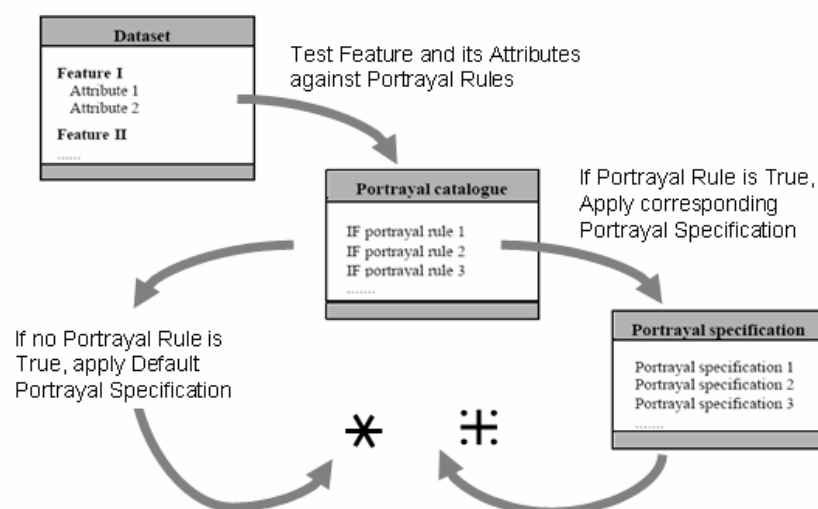 Dataset
Feature I
Attribute 1
Attribute 2
Feature II
......
Test Feature and its Attributes
against Portrayal Rules
Portrayal catalogue
IF portrayal rule 1
IF portrayal rule 2
IF portrayal rule 3
.......
If Portrayal Rule is True,
Apply corresponding
Portrayal Specification
If no Portrayal Rule is
True, apply Default
Portrayal Specification
Portrayal specification
Portrayal specification 1
Portrayal specification 2
Portrayal specification 3
.......